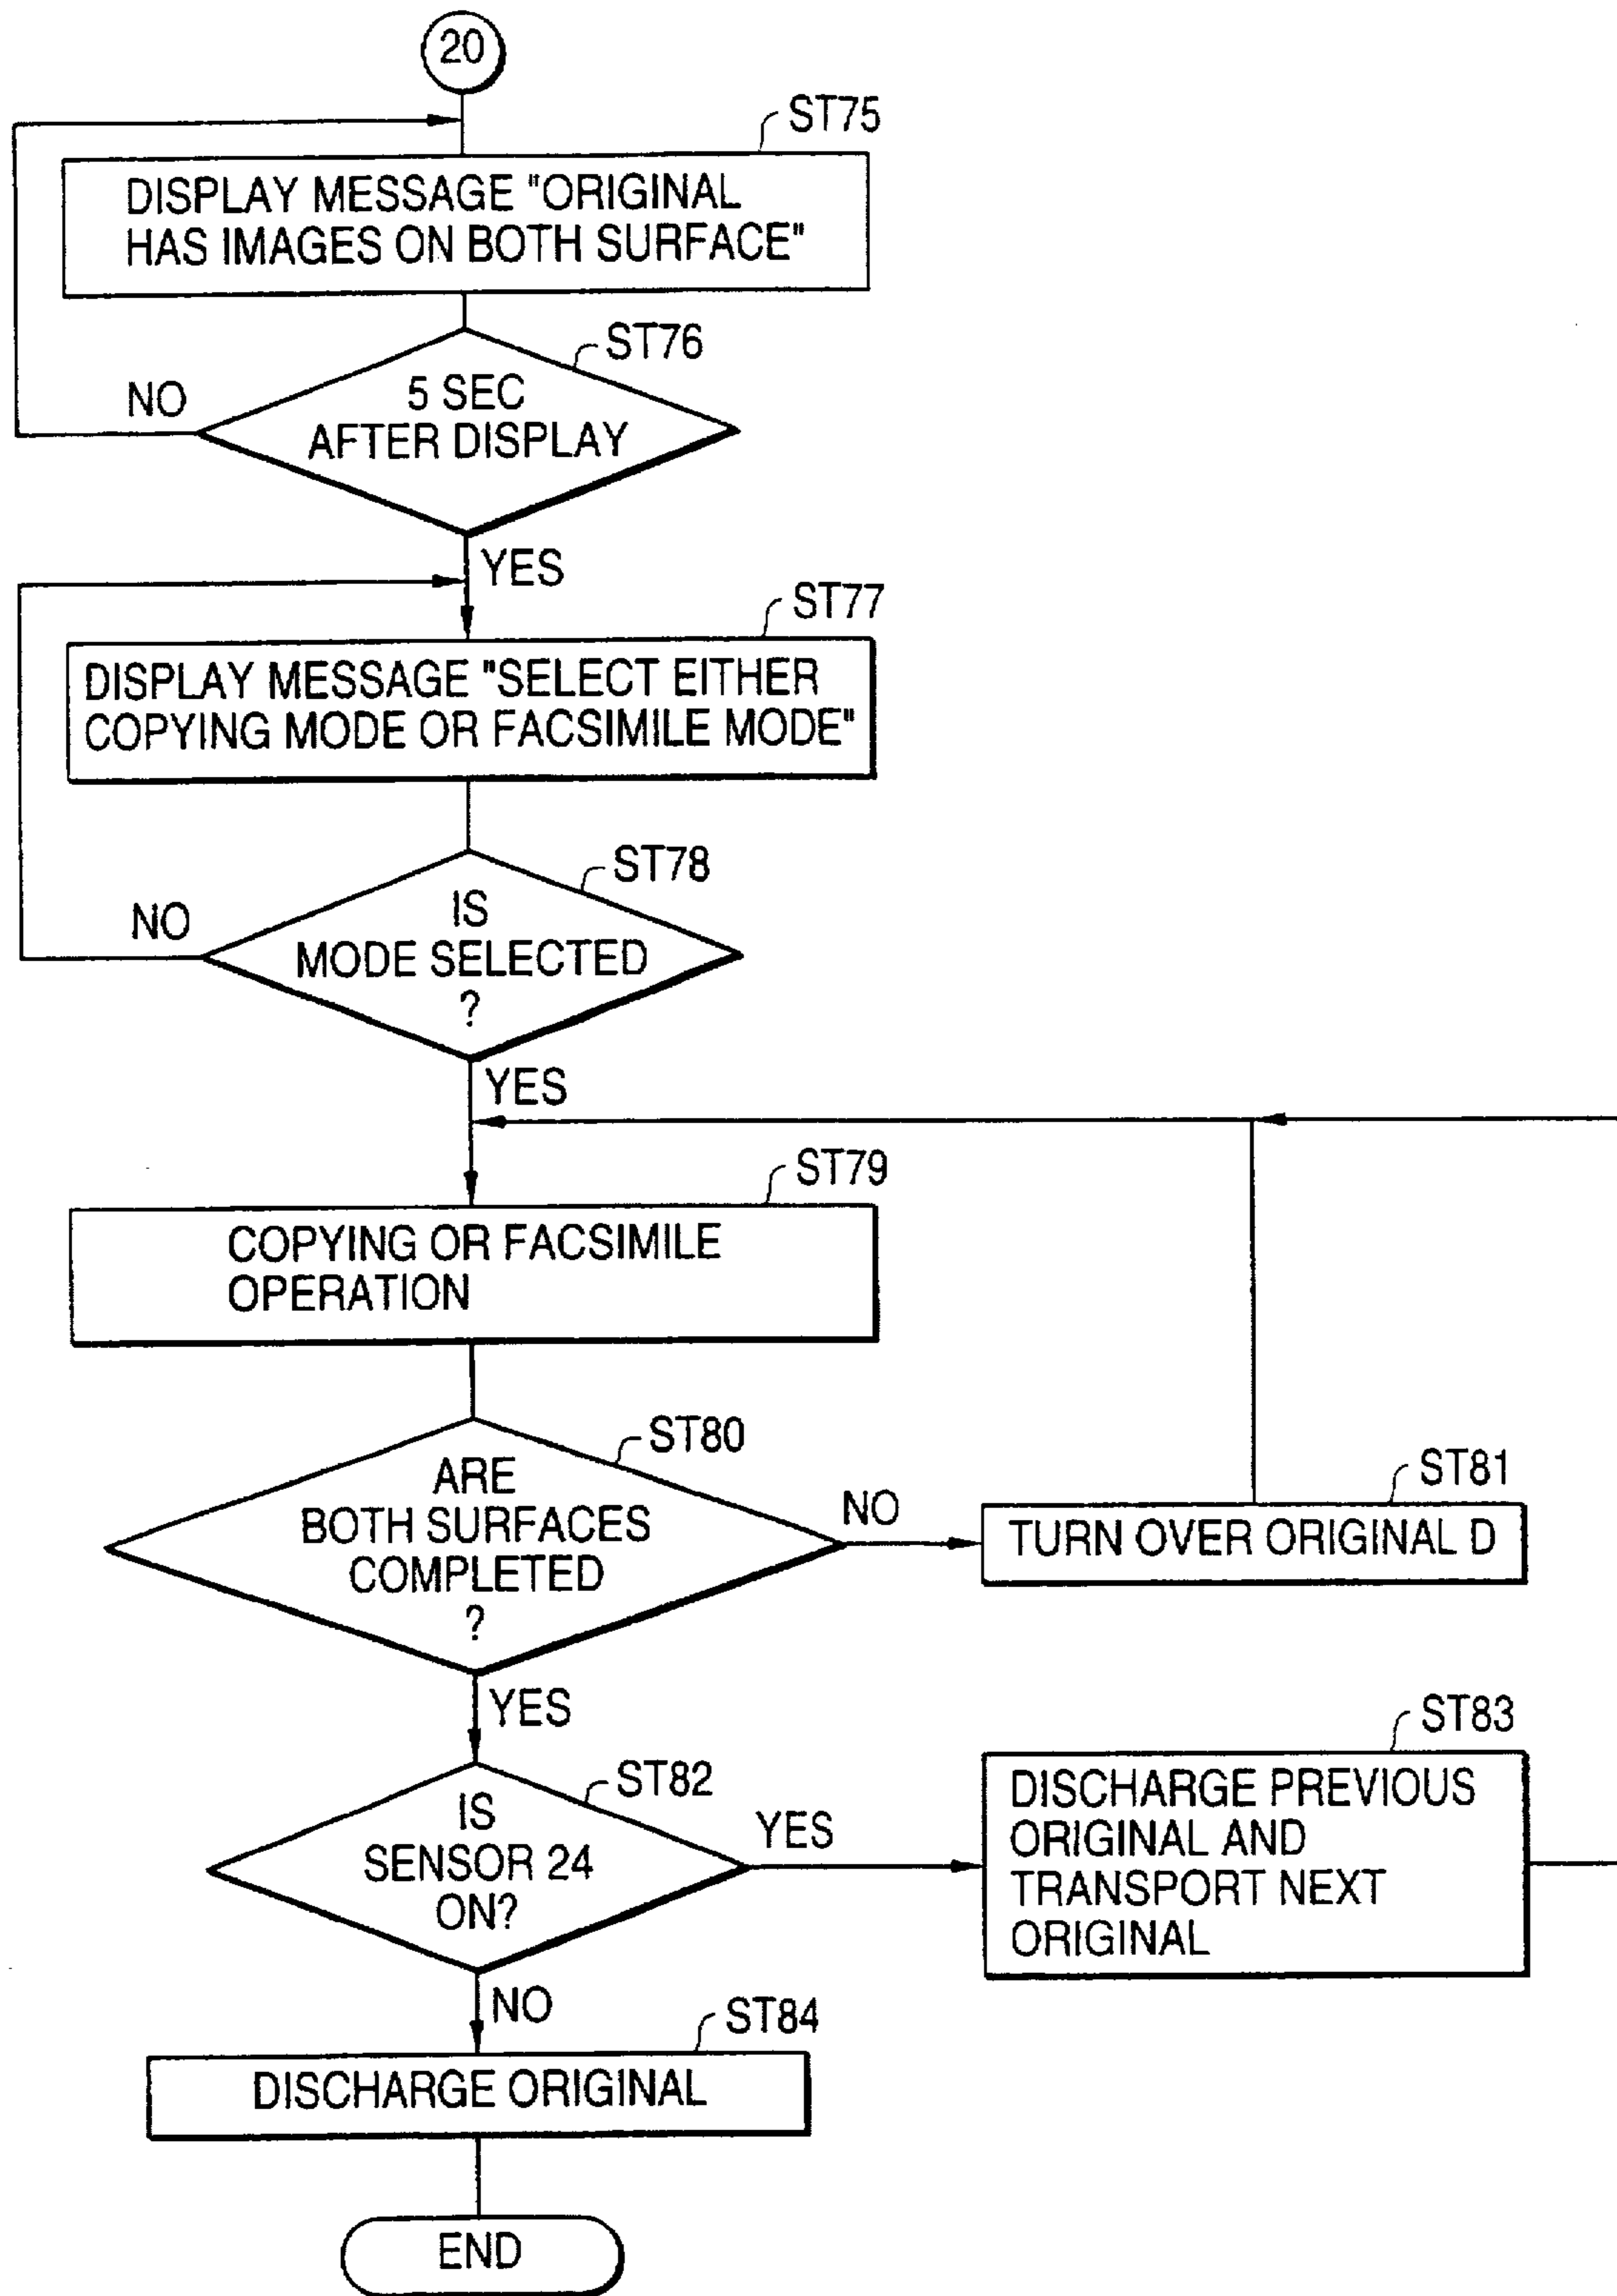 20
ST75
DISPLAY MESSAGE "ORIGINAL
HAS IMAGES ON BOTH SURFACE"
ST76
5 SEC
AFTER DISPLAY
NO
YES
ST77
DISPLAY MESSAGE "SELECT EITHER
COPYING MODE OR FACSIMILE MODE"
ST78
IS
MODE SELECTED
?
NO
YES
ST79
COPYING OR FACSIMILE
OPERATION
ST80
ARE
BOTH SURFACES
COMPLETED
?
NO
ST81
TURN OVER ORIGINAL D
YES
ST82
IS
SENSOR 24
ON?
YES
ST83
DISCHARGE PREVIOUS
ORIGINAL AND
TRANSPORT NEXT
ORIGINAL
NO
ST84
DISCHARGE ORIGINAL
END